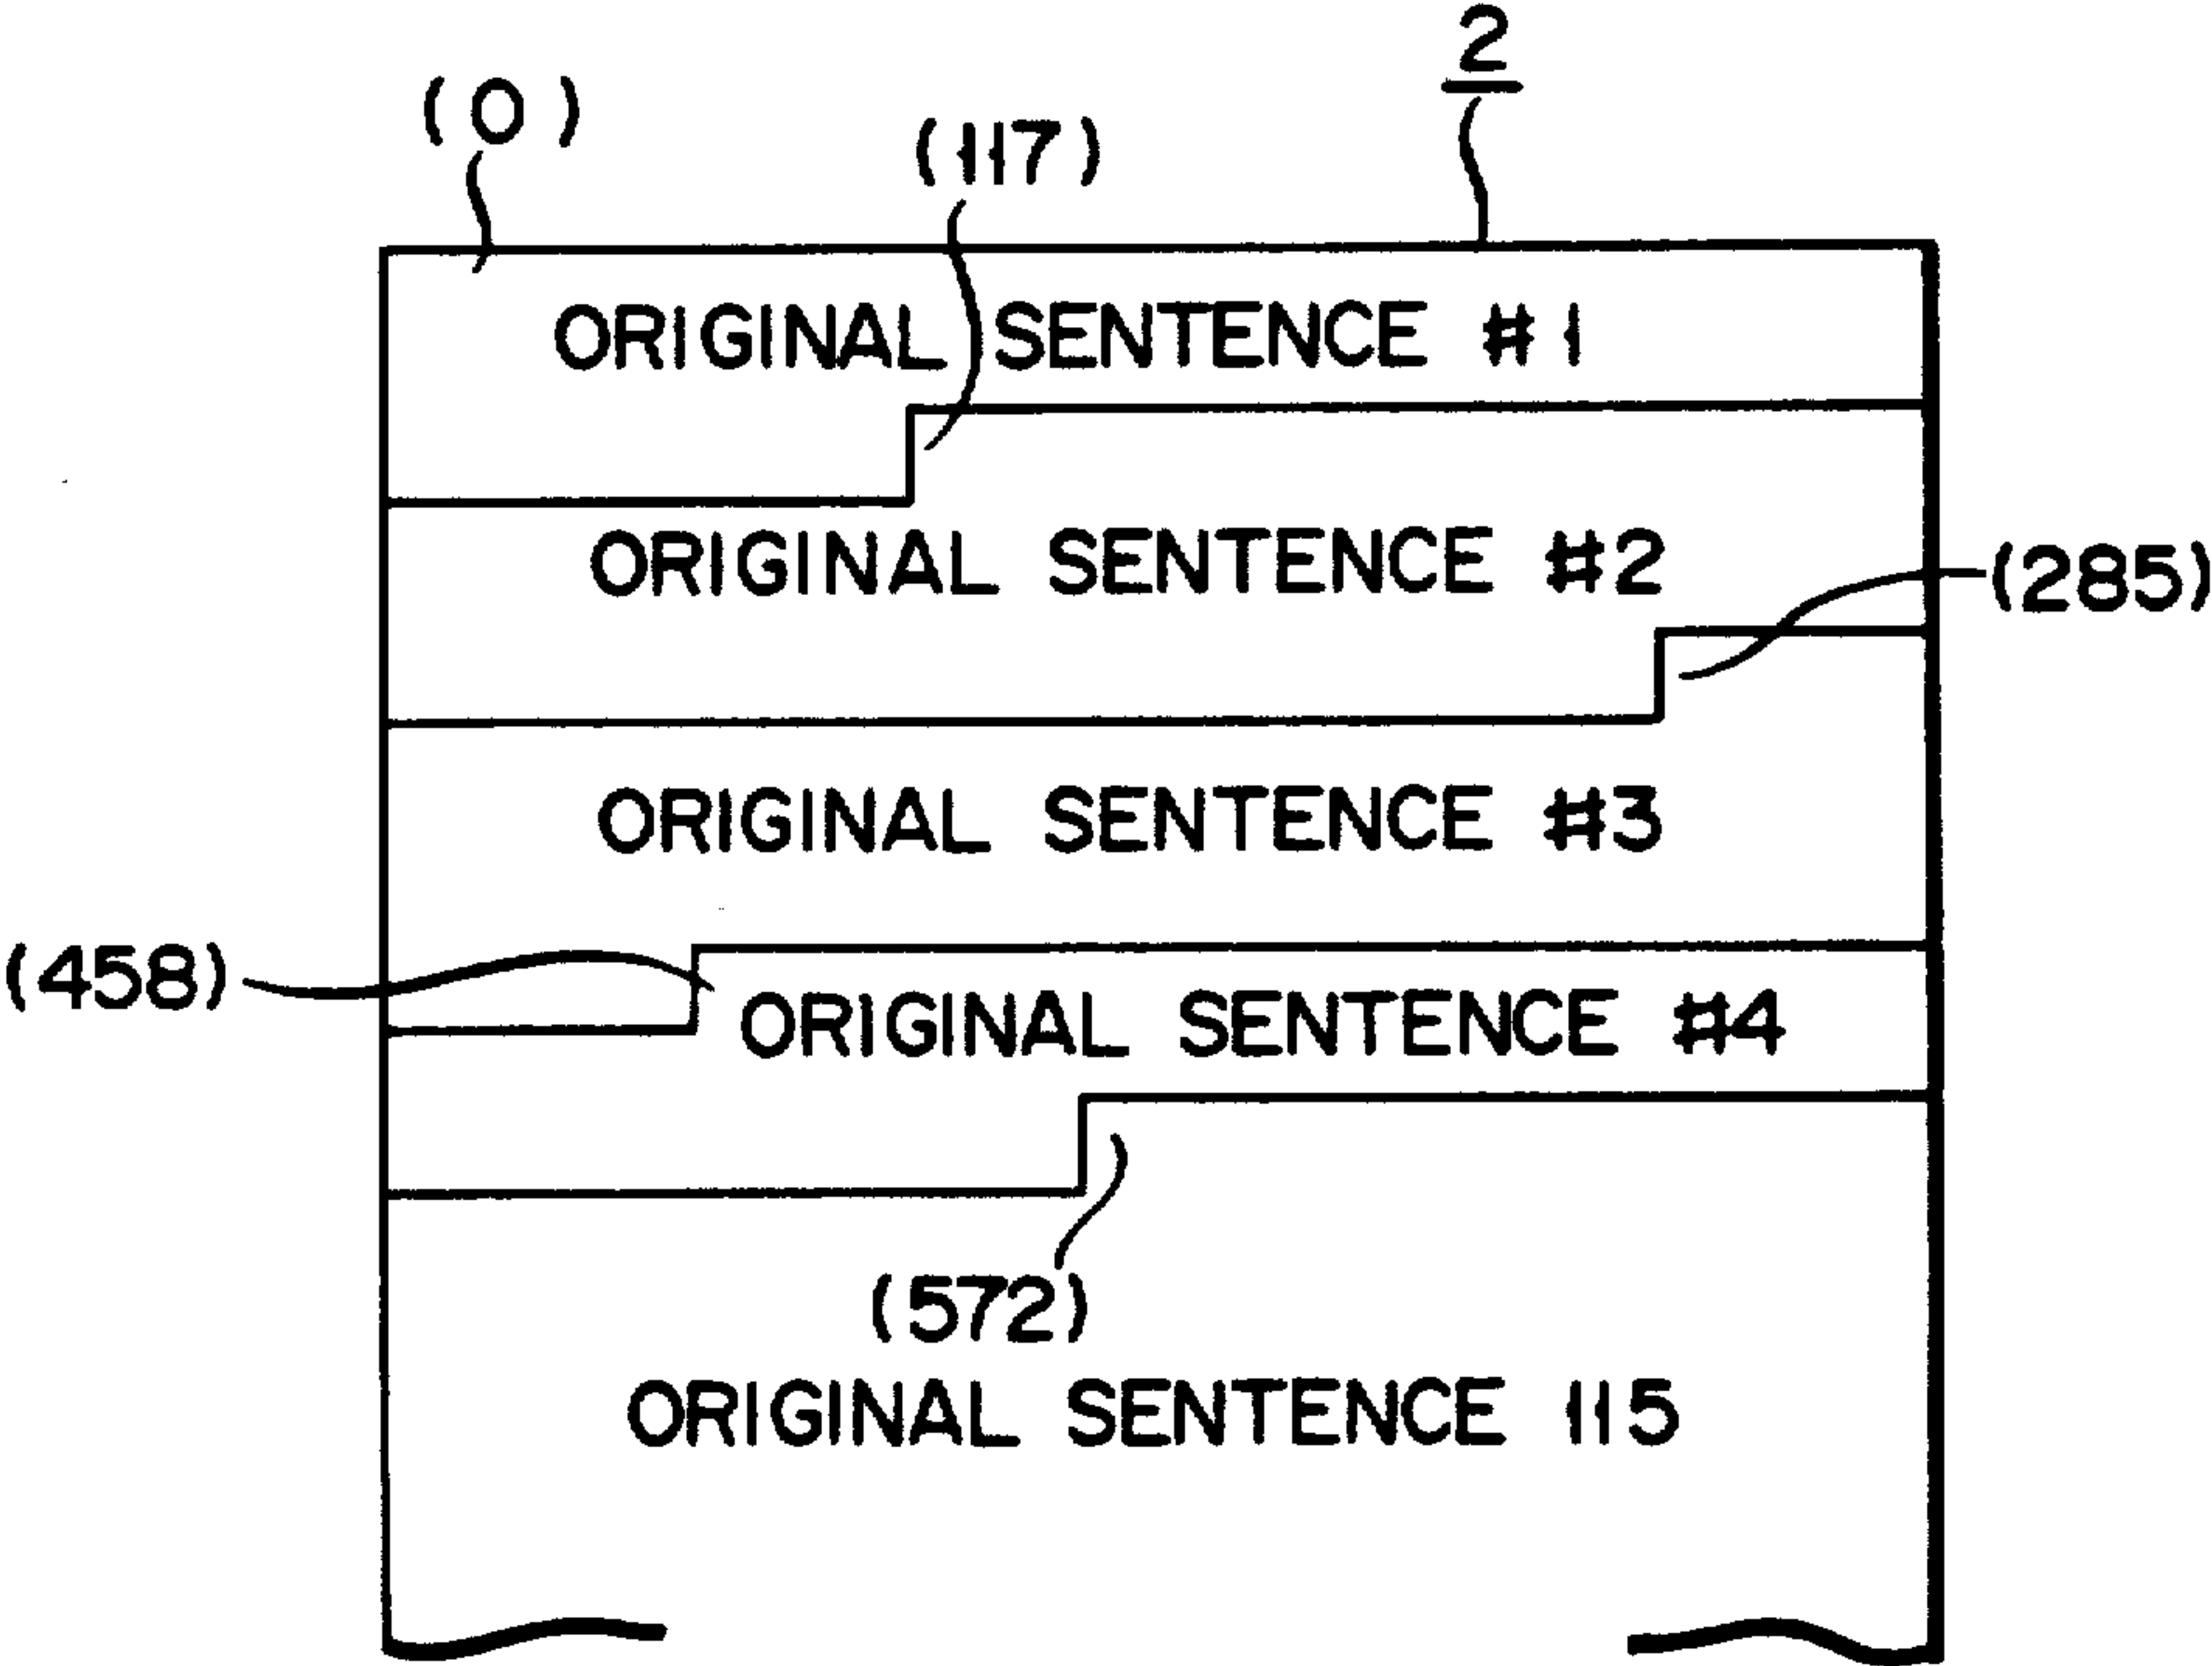 2
(0)
(117)
ORIGINAL SENTENCE #1
ORIGINAL SENTENCE #2
(285)
ORIGINAL SENTENCE #3
(458)
ORIGINAL SENTENCE #4
(572)
ORIGINAL SENTENCE 115